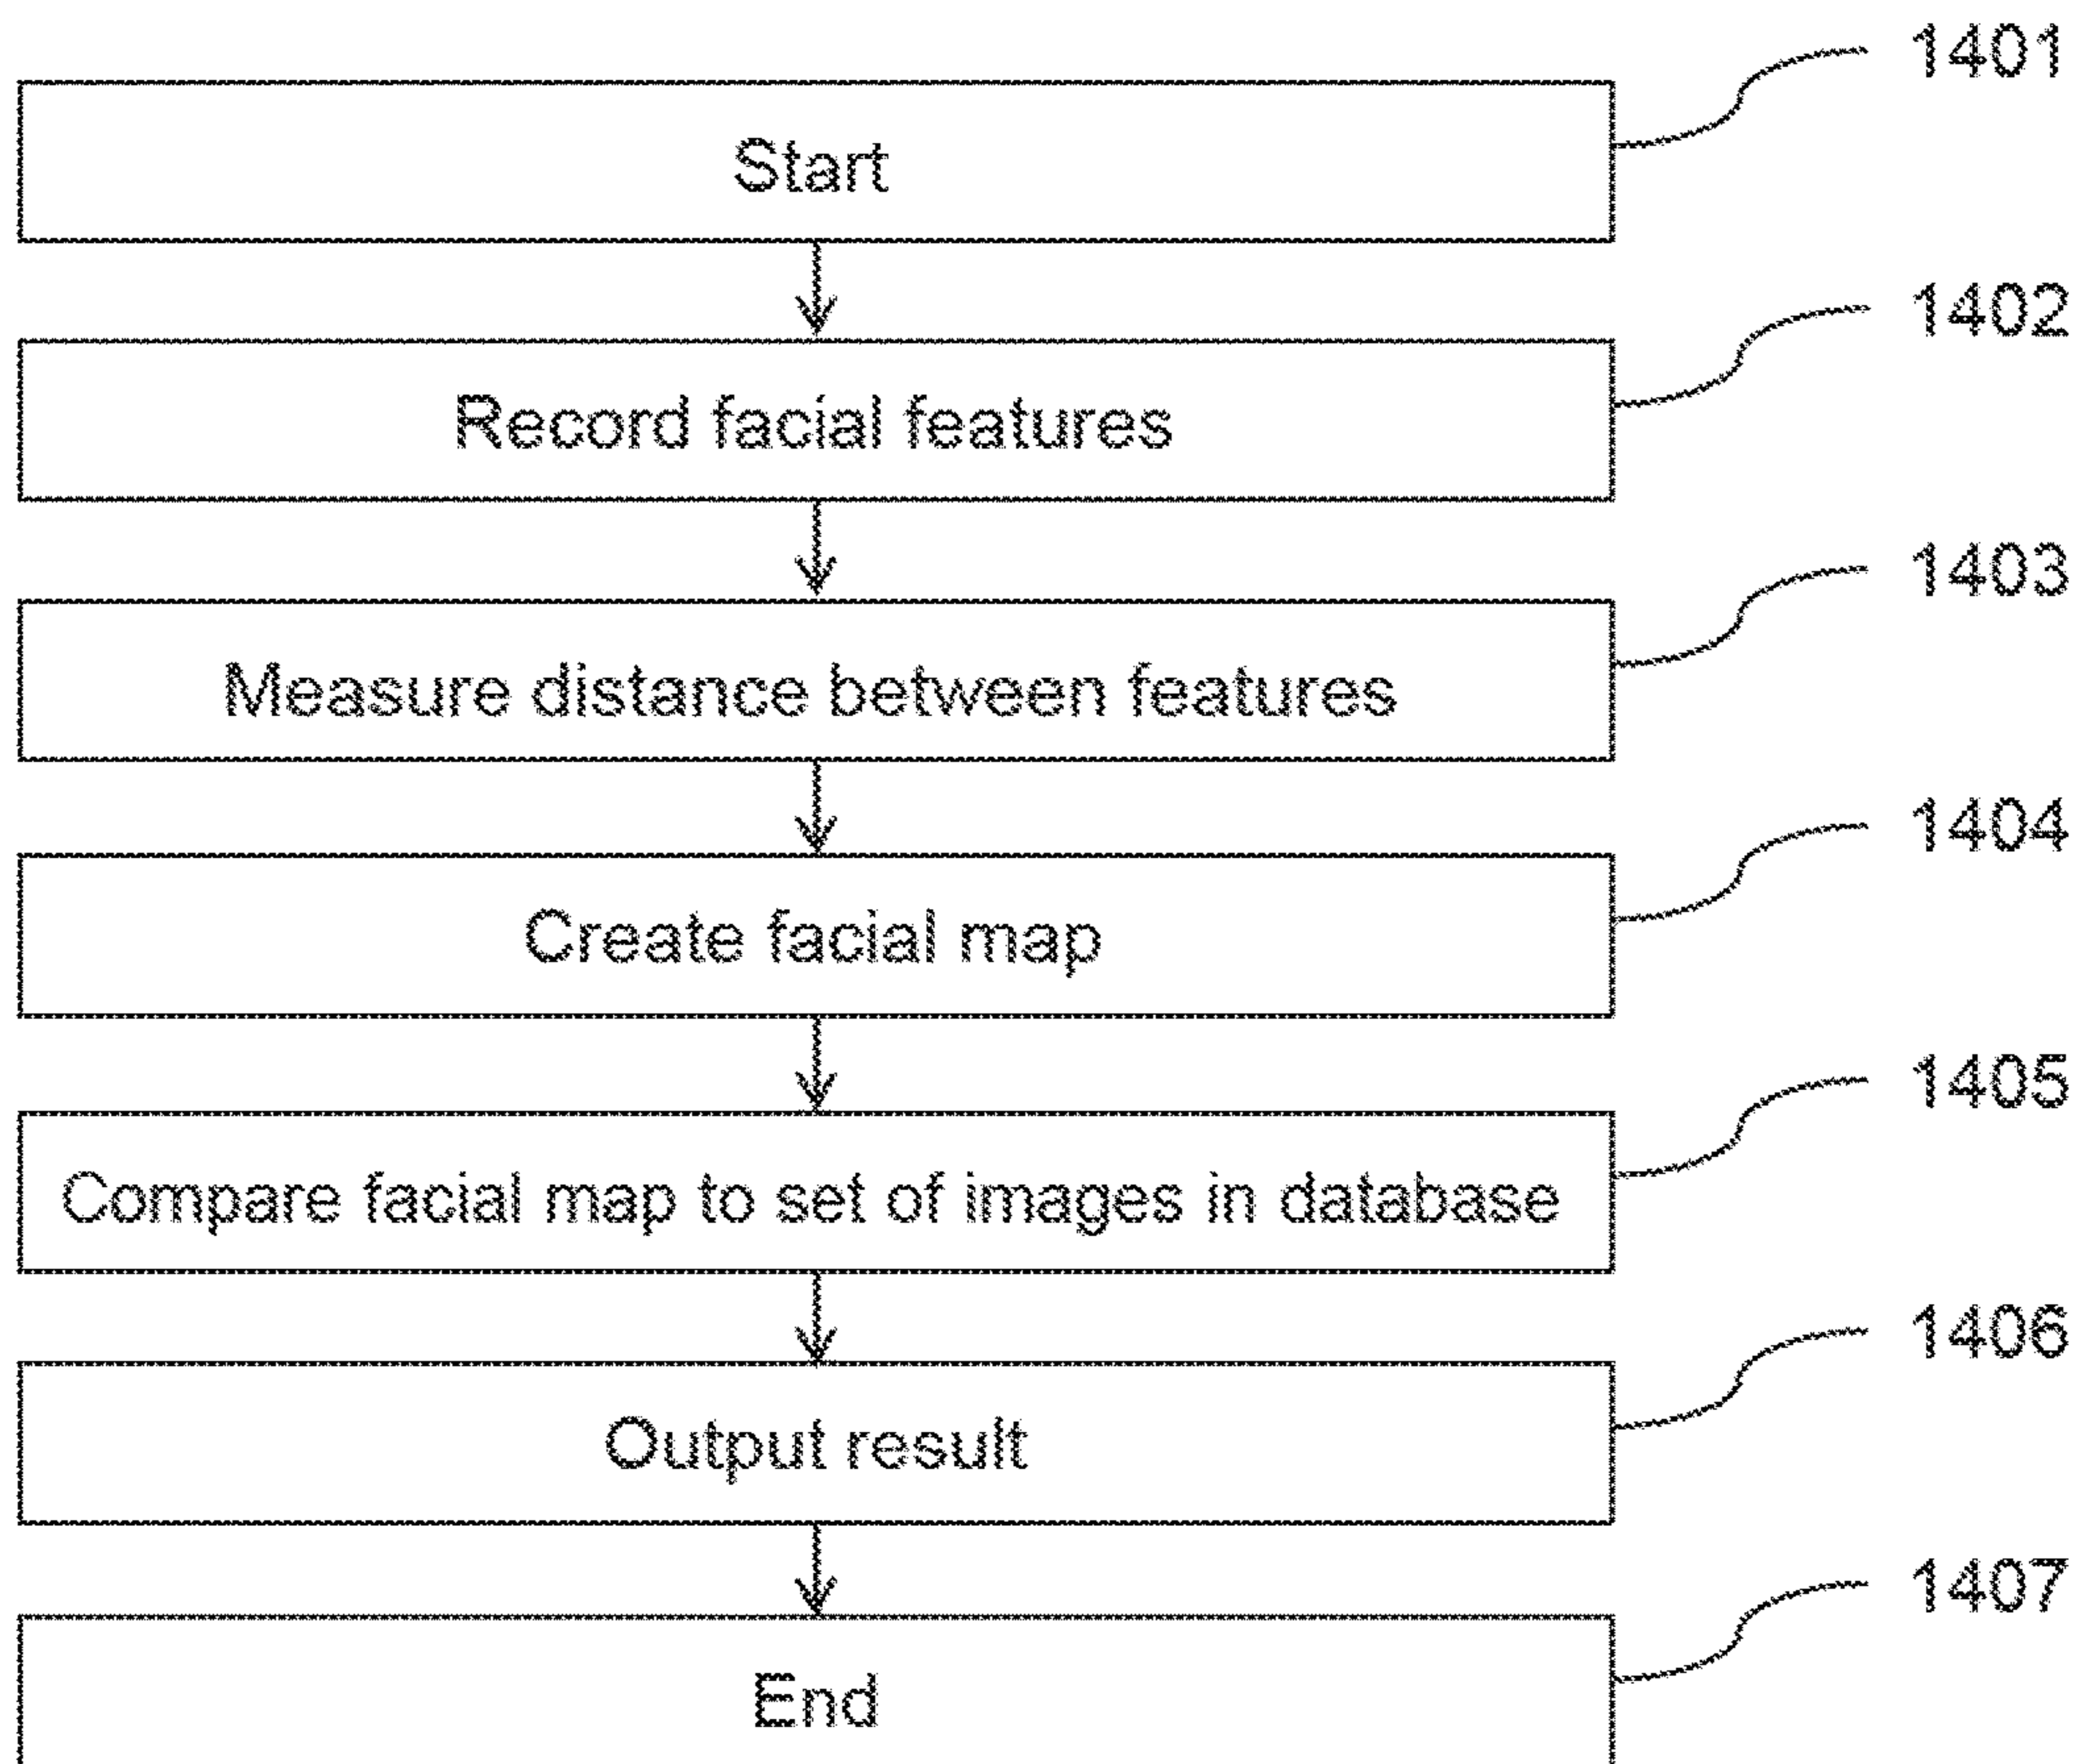 1401
Start
1402
Record facial features
1403
Measure distance between features
1404
Create facial map
1405
Compare facial map to set of images in database
1406
Output result
1407
End